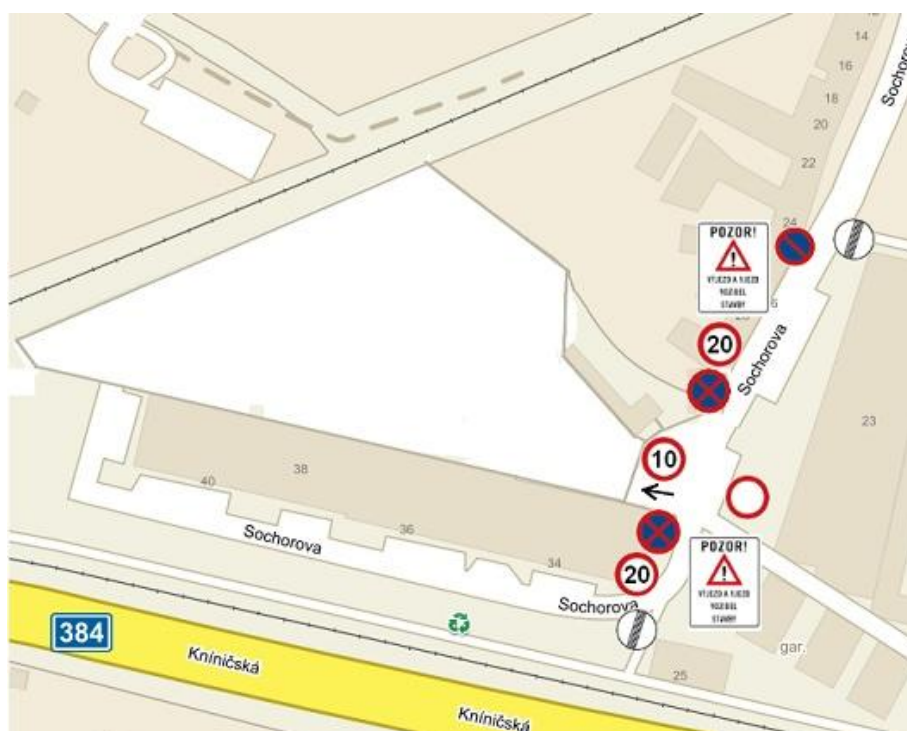 14
16
18
20
22
24
Sochorova
POZOR!
VÝJEZD A VJEZD
VOZIDEL
STAVBY
20
Sochorova
23
10
38
40
36
34
Sochorova
20
POZOR!
VÝJEZD A VJEZD
VOZIDEL
STAVBY
Sochorova
384
Kníničská
gar.
25
Kníničská